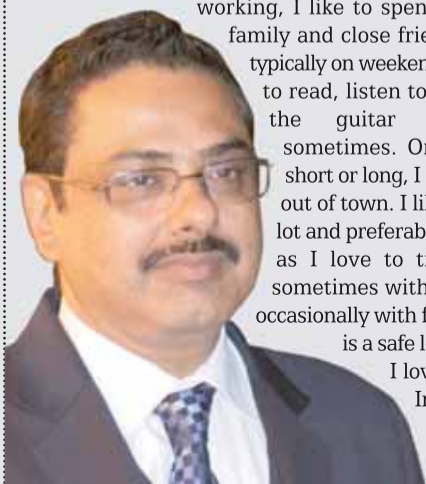 working, I like to spen
family and close frie
typically on weeken
to read, listen to
the guitar
sometimes. O
short or long, I
out of town. I li
lot and preferab
as I love to t
sometimes with
occasionally with f
is a safe l
I lov
I